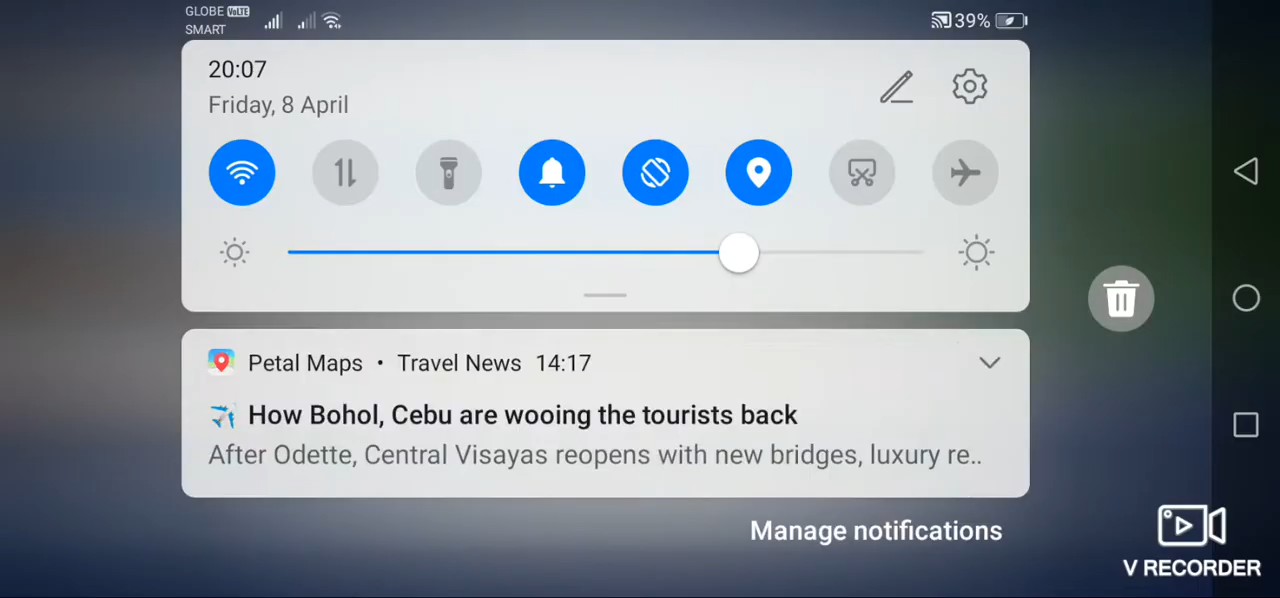 GLOBE VoLTE
SMART
39%
20:07
Friday, 8 April
Petal Maps • Travel News 14:17
How Bohol, Cebu are wooing the tourists back
After Odette, Central Visayas reopens with new bridges, luxury re..
Manage notifications
V RECORDER